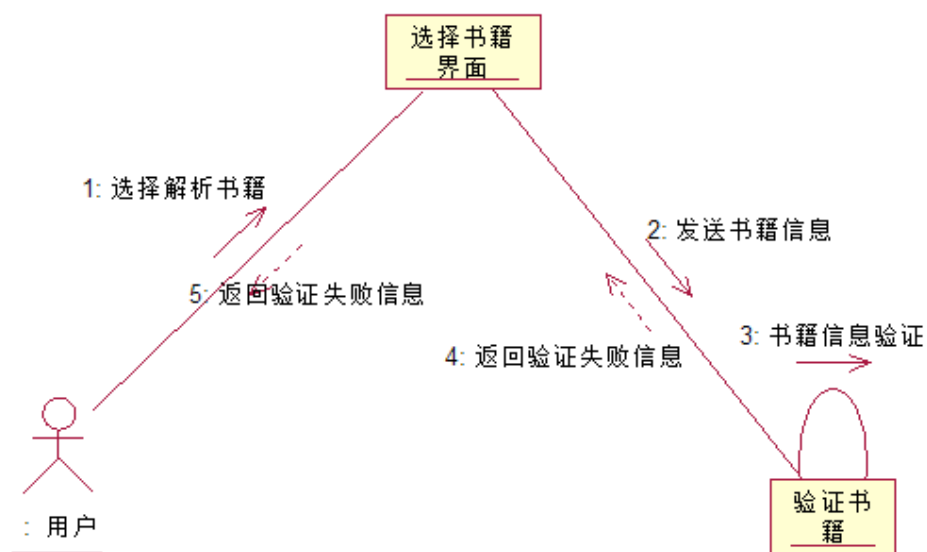 选择书籍
界面
1: 选择解析书籍
2: 发送书籍信息
5: 返回验证失败信息
3: 书籍信息验证
4: 返回验证失败信息
验证书
籍
: 用户